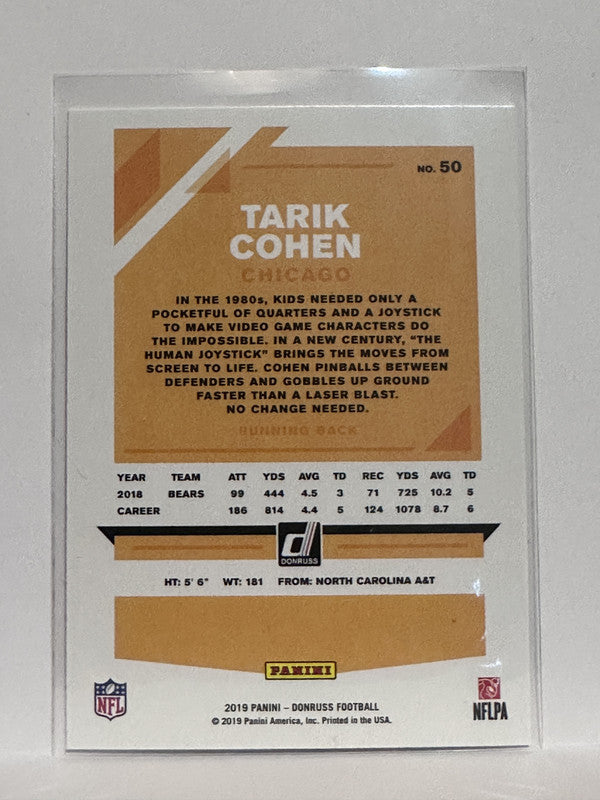 NO. 50
TARIK
COHEN
CHICAGO
IN THE 1980s, KIDS NEEDED ONLY A
POCKETFUL OF QUARTERS AND A JOYSTICK
TO MAKE VIDEO GAME CHARACTERS DO
THE IMPOSSIBLE. IN A NEW CENTURY, “THE
HUMAN JOYSTICK” BRINGS THE MOVES FROM
SCREEN TO LIFE. COHEN PINBALLS BETWEEN
DEFENDERS AND GOBBLES UP GROUND
FASTER THAN A LASER BLAST.
NO CHANGE NEEDED.
RUNNING BACK
YEAR TEAM ATT YDS AVG TD REC YDS AVG TD
2018 BEARS 99 444 4.5 3 71 725 10.2 5
CAREER 186 814 4.4 5 124 1078 8.7 6
d
DONRUSS
HT: 5' 6" WT: 181 FROM: NORTH CAROLINA A&T
PANINI
NFL
2019 PANINI – DONRUSS FOOTBALL
© 2019 Panini America, Inc. Printed in the USA.
NFLPA